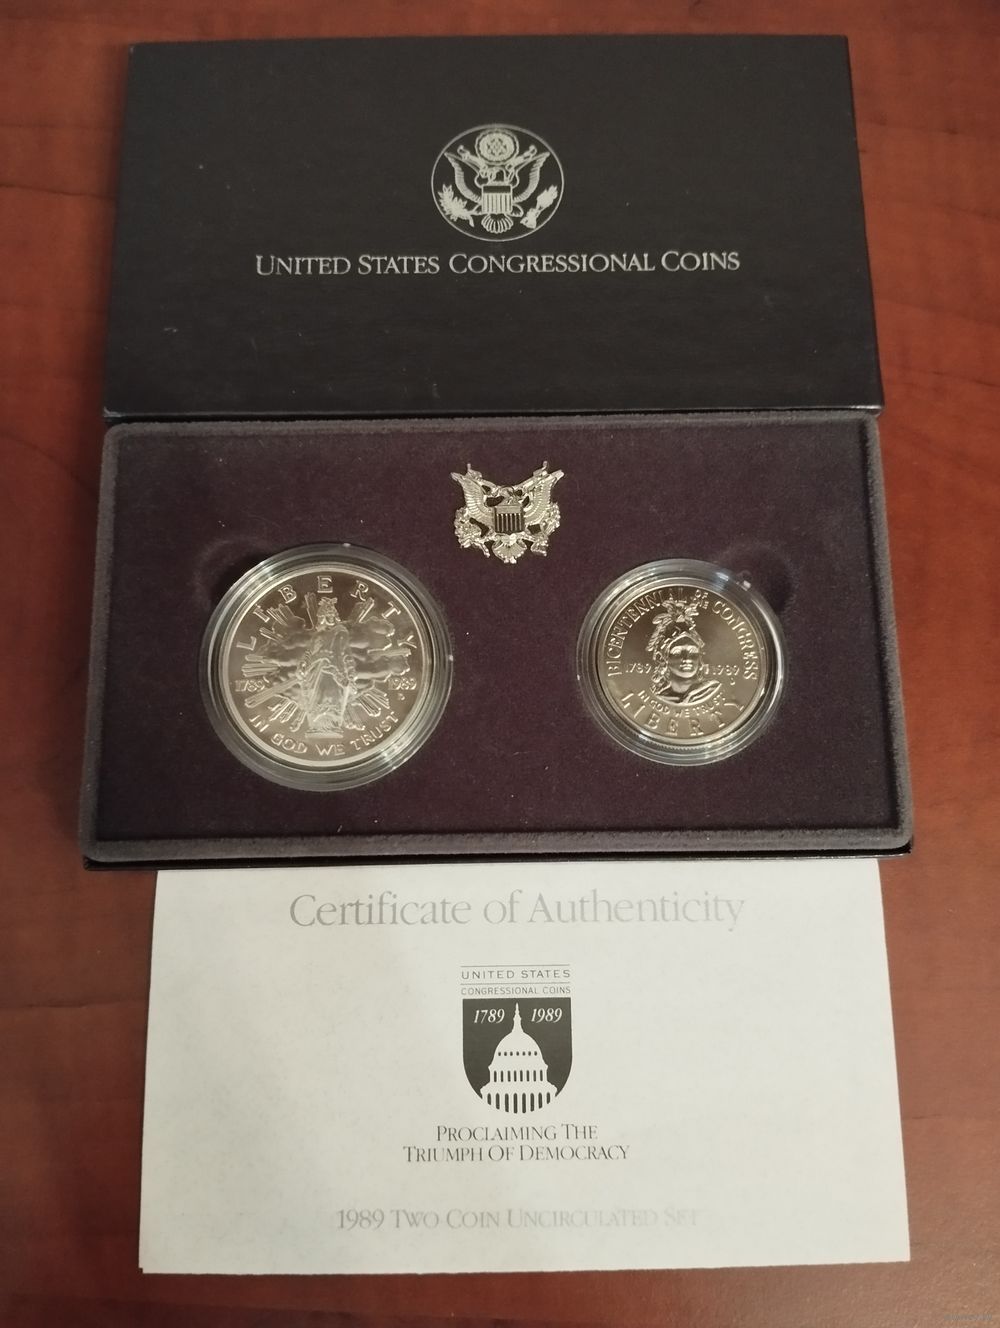 UNITED STATES CONGRESSIONAL COINS
LIBERTY
1789 1989
D
IN GOD WE TRUST
BICENTENNIAL OF THE CONGRESS
1789 1989
D
IN GOD WE TRUST
LIBERTY
Certificate of Authenticity
UNITED STATES
CONGRESSIONAL COINS
1789 1989
PROCLAIMING THE
TRIUMPH OF DEMOCRACY
1989 TWO COIN UNCIRCULATED SET